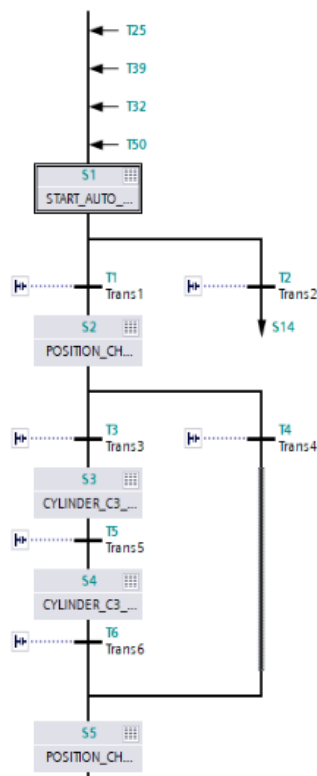 T25
T39
T32
T50
S1
START_AUTO_...
T1
Trans1
T2
Trans2
S14
S2
POSITION_CH...
T3
Trans3
T4
Trans4
S3
CYLINDER_C3_...
T5
Trans5
S4
CYLINDER_C3_...
T6
Trans6
S5
POSITION_CH...